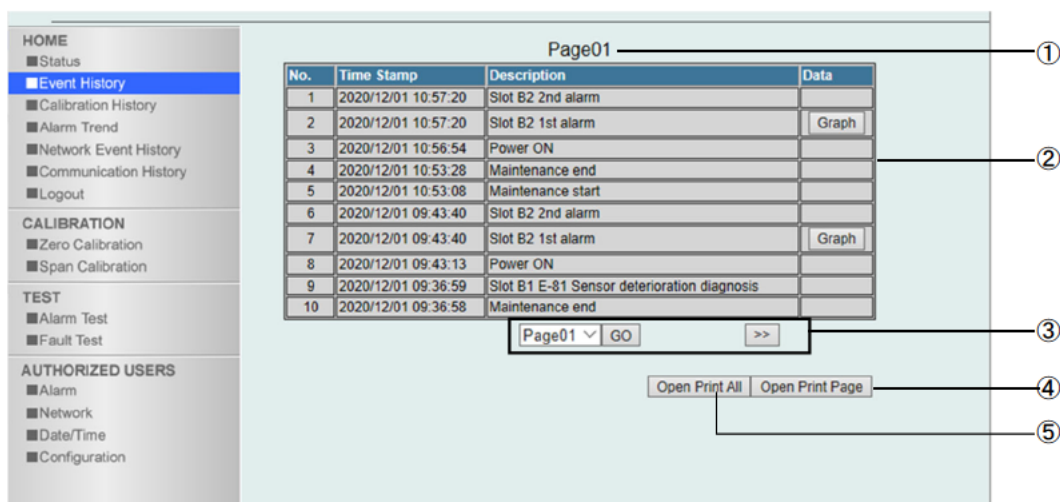 HOME
■Status
■Event History
■Calibration History
■Alarm Trend
■Network Event History
■Communication History
■Logout
CALIBRATION
■Zero Calibration
■Span Calibration
TEST
■Alarm Test
■Fault Test
AUTHORIZED USERS
■Alarm
■Network
■Date/Time
■Configuration
Page01 ①
No. Time Stamp Description Data
1 2020/12/01 10:57:20 Slot B2 2nd alarm
2 2020/12/01 10:57:20 Slot B2 1st alarm Graph
3 2020/12/01 10:56:54 Power ON
4 2020/12/01 10:53:28 Maintenance end
5 2020/12/01 10:53:08 Maintenance start
6 2020/12/01 09:43:40 Slot B2 2nd alarm
7 2020/12/01 09:43:40 Slot B2 1st alarm Graph
8 2020/12/01 09:43:13 Power ON
9 2020/12/01 09:36:59 Slot B1 E-81 Sensor deterioration diagnosis
10 2020/12/01 09:36:58 Maintenance end
②
Page01 GO >> ③
Open Print All Open Print Page ④
⑤